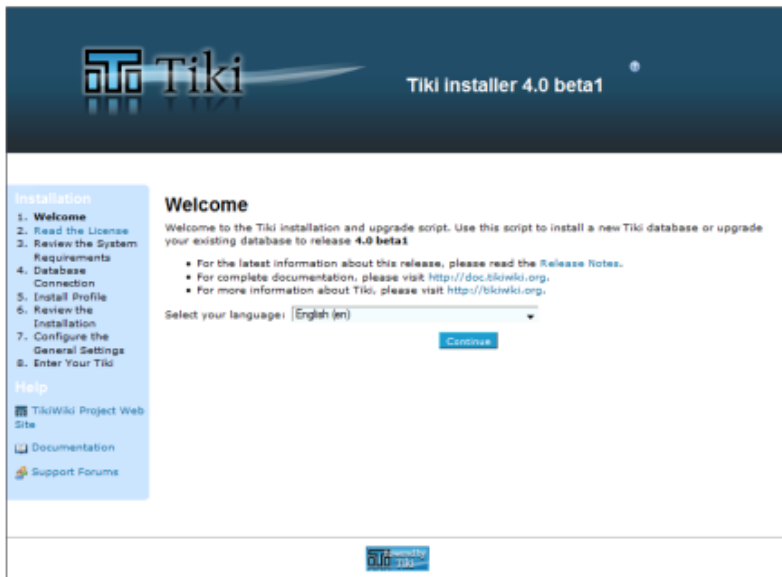 Tiki
Tiki installer 4.0 beta1
Installation
1. Welcome
2. Read the License
3. Review the System
Requirements
4. Database
Connection
5. Install Profile
6. Review the
Installation
7. Configure the
General Settings
8. Enter Your Tiki
Help
TikiWiki Project Web
Site
Documentation
Support Forums
Welcome
Welcome to the Tiki installation and upgrade script. Use this script to install a new Tiki database or upgrade
your existing database to release 4.0 beta1
• For the latest information about this release, please read the Release Notes.
• For complete documentation, please visit http://doc.tikiwiki.org.
• For more information about Tiki, please visit http://tikiwiki.org.
Select your language: English (en)
Continue
Powered by
Tiki